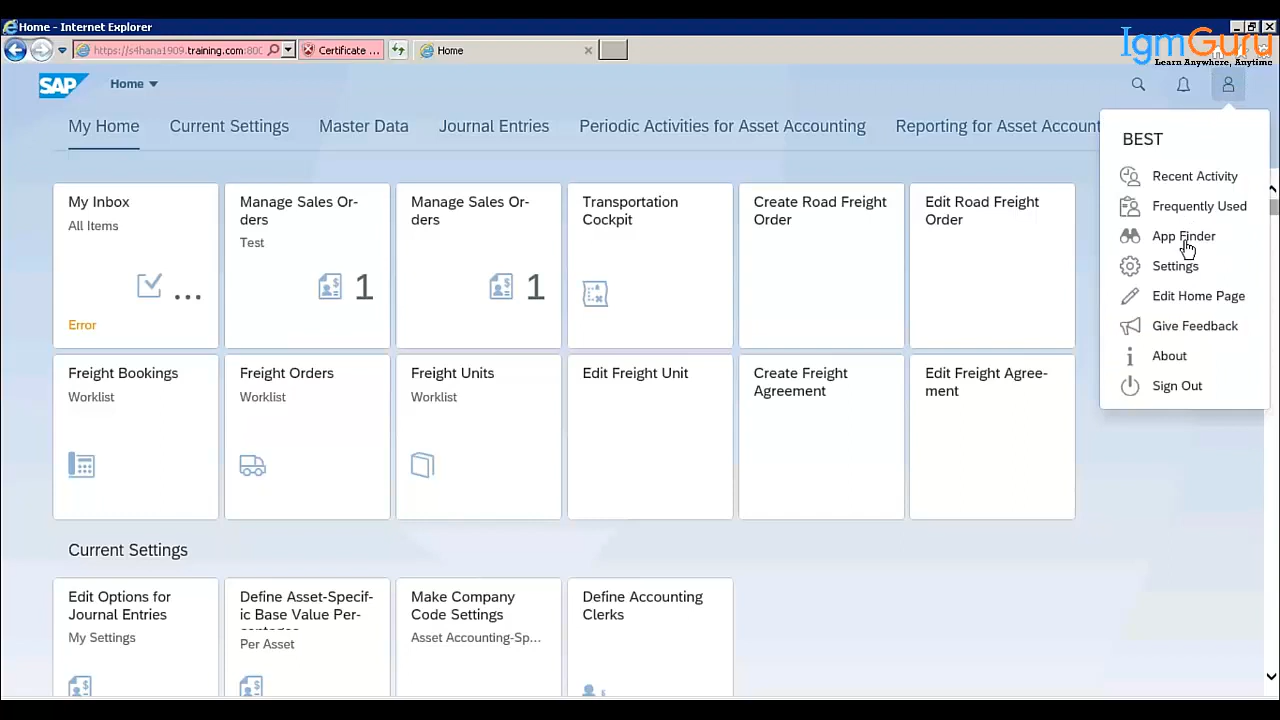 Home - Internet Explorer
IgmGuru
Learn Anywhere, Anytime
https://s4hana1909.training.com:800
Certificate ...
Home
SAP
Home
My Home
Current Settings
Master Data
Journal Entries
Periodic Activities for Asset Accounting
Reporting for Asset Account
BEST
Recent Activity
Frequently Used
App Finder
Settings
Edit Home Page
Give Feedback
About
Sign Out
My Inbox
All Items
...
Error
Manage Sales Or-
ders
Test
1
Manage Sales Or-
ders
1
Transportation
Cockpit
Create Road Freight
Order
Edit Road Freight
Order
Freight Bookings
Worklist
Freight Orders
Worklist
Freight Units
Worklist
Edit Freight Unit
Create Freight
Agreement
Edit Freight Agree-
ment
Current Settings
Edit Options for
Journal Entries
My Settings
Define Asset-Specif-
ic Base Value Per-
Per Asset
Make Company
Code Settings
Asset Accounting-Sp...
Define Accounting
Clerks